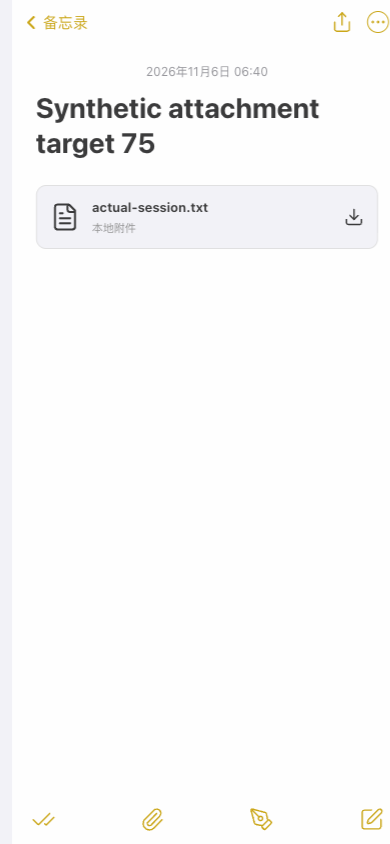 备忘录
2026年11月6日 06:40
Synthetic attachment
target 75
actual-session.txt
本地附件